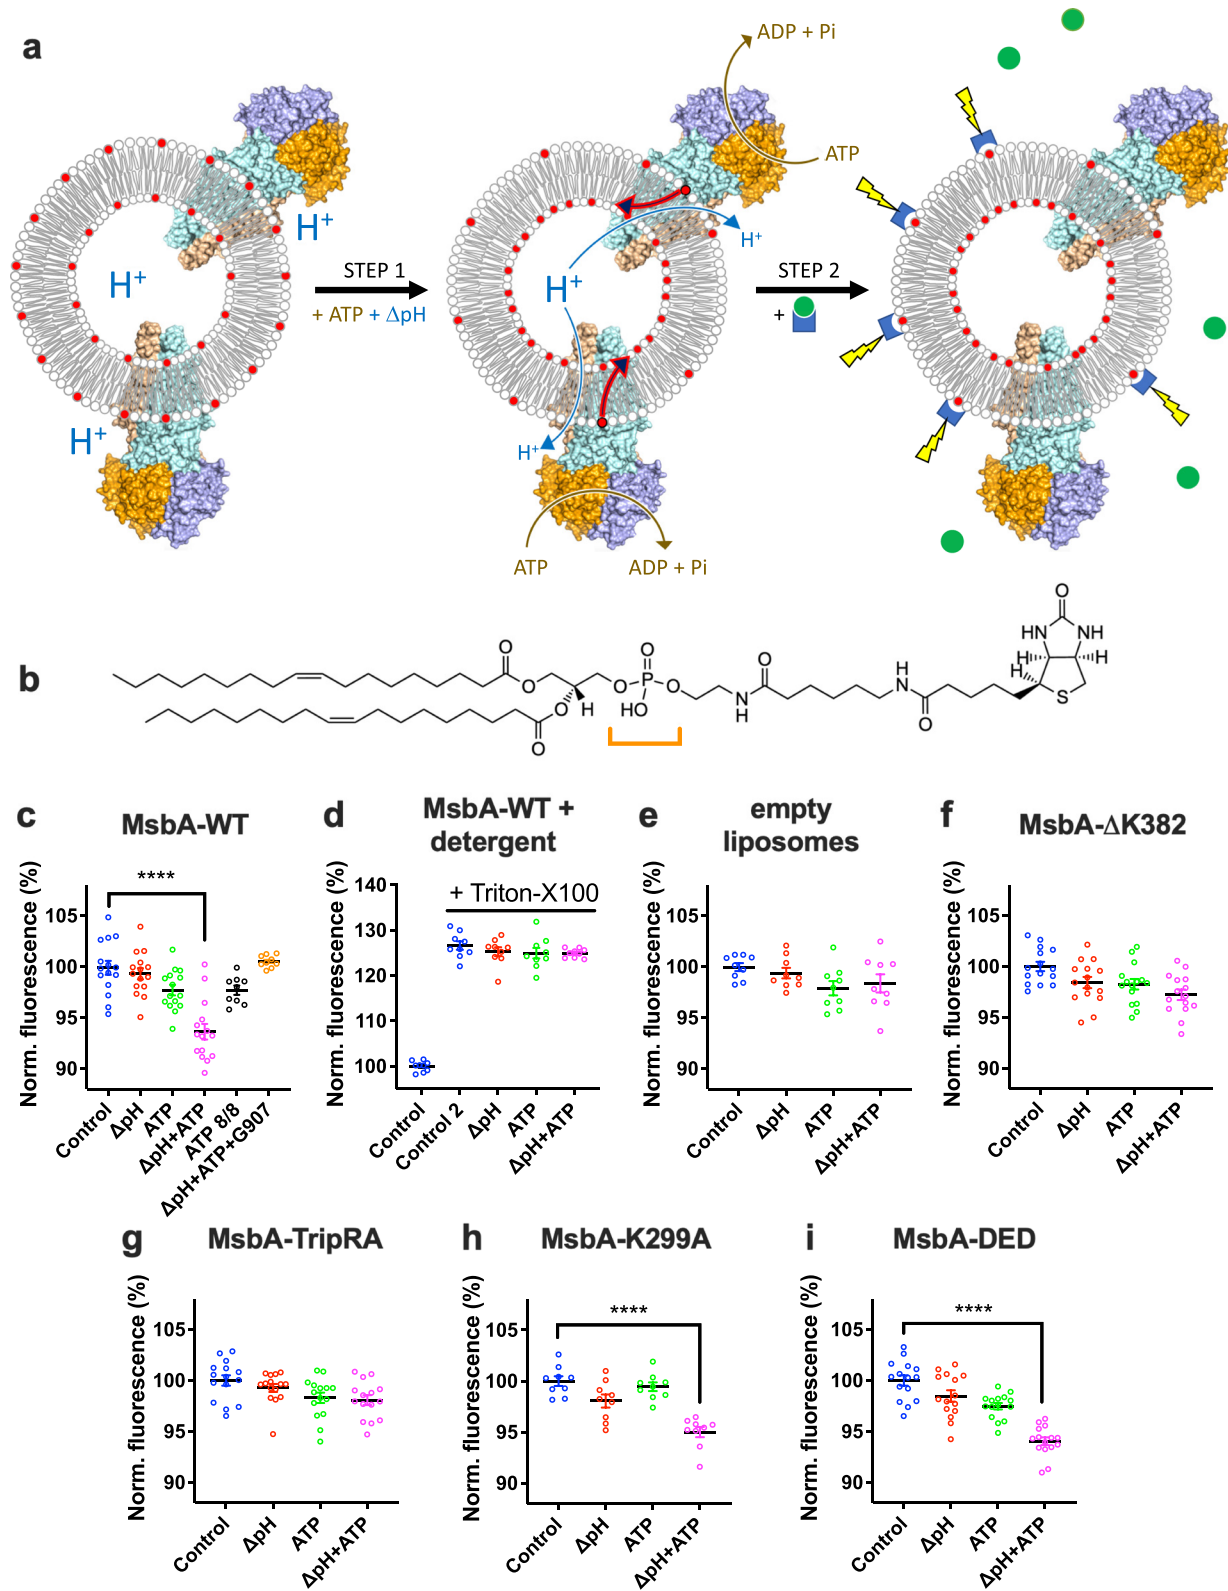 a
ADP + Pi
ATP
H⁺
H⁺
H⁺
STEP 1
+ ATP + ΔpH
H⁺
H⁺
H⁺
STEP 2
+
ATP
ADP + Pi
b
O
O
O
H
O
O
P
HO
O
O
N
H
O
H
N
O
O
HN
NH
H
H
H
S
c
MsbA-WT
Norm. fluorescence (%)
****
105
100
95
90
Control
ΔpH
ATP
ΔpH+ATP
ATP 8/8
ΔpH+ATP+G907
d
MsbA-WT +
detergent
Norm. fluorescence (%)
+ Triton-X100
140
130
120
110
100
Control
Control 2
ΔpH
ATP
ΔpH+ATP
e
empty
liposomes
Norm. fluorescence (%)
105
100
95
90
Control
ΔpH
ATP
ΔpH+ATP
f
MsbA-ΔK382
Norm. fluorescence (%)
105
100
95
90
Control
ΔpH
ATP
ΔpH+ATP
g
MsbA-TripRA
Norm. fluorescence (%)
105
100
95
90
Control
ΔpH
ATP
ΔpH+ATP
h
MsbA-K299A
Norm. fluorescence (%)
****
105
100
95
90
Control
ΔpH
ATP
ΔpH+ATP
i
MsbA-DED
Norm. fluorescence (%)
****
105
100
95
90
Control
ΔpH
ATP
ΔpH+ATP